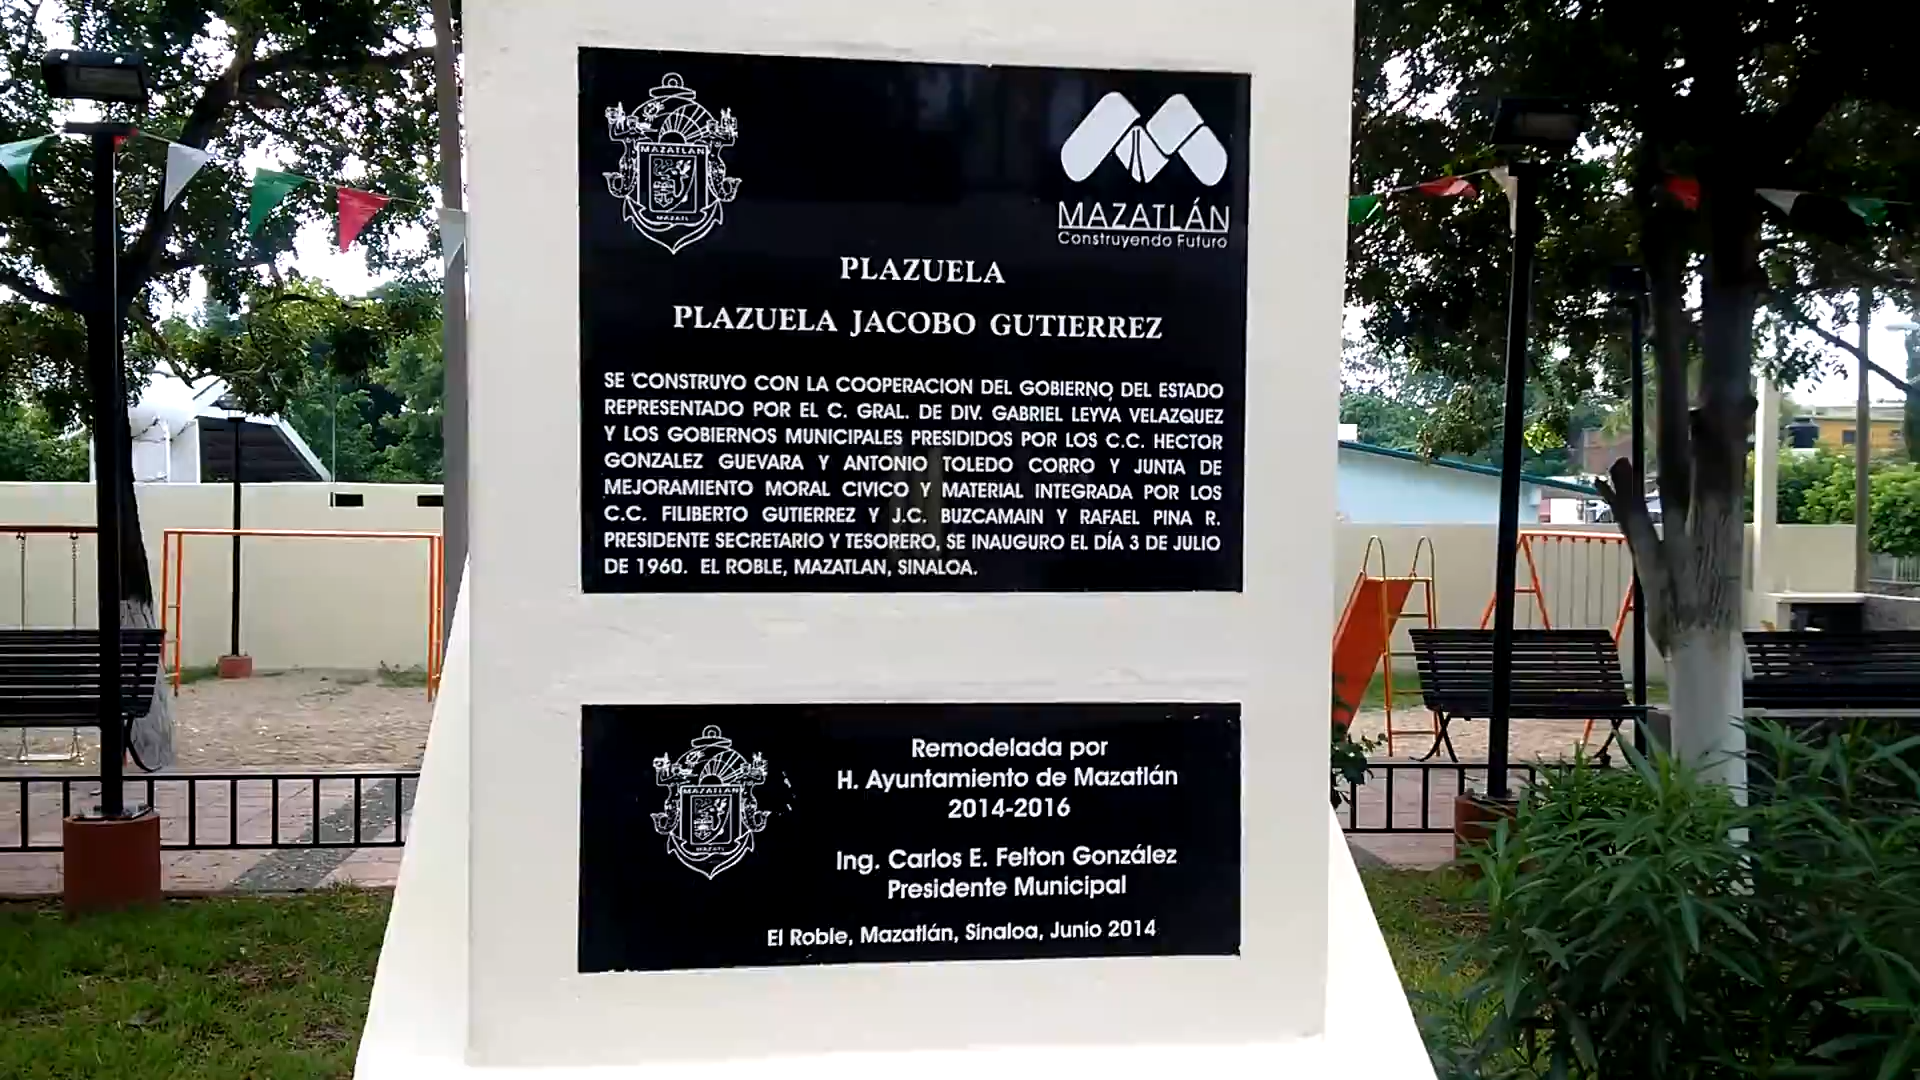 MAZATLAN
MAZATL
MAZATLÁN
Construyendo Futuro
PLAZUELA
PLAZUELA JACOBO GUTIERREZ
SE CONSTRUYO CON LA COOPERACION DEL GOBIERNO DEL ESTADO
REPRESENTADO POR EL C. GRAL. DE DIV. GABRIEL LEYVA VELAZQUEZ
Y LOS GOBIERNOS MUNICIPALES PRESIDIDOS POR LOS C.C. HECTOR
GONZALEZ GUEVARA Y ANTONIO TOLEDO CORRO Y JUNTA DE
MEJORAMIENTO MORAL CIVICO Y MATERIAL INTEGRADA POR LOS
C.C. FILIBERTO GUTIERREZ Y J.C. BUZCAMAIN Y RAFAEL PINA R.
PRESIDENTE SECRETARIO Y TESORERO, SE INAUGURO EL DÍA 3 DE JULIO
DE 1960. EL ROBLE, MAZATLAN, SINALOA.
MAZATLAN
MAZATL
Remodelada por
H. Ayuntamiento de Mazatlán
2014-2016
Ing. Carlos E. Felton González
Presidente Municipal
El Roble, Mazatlán, Sinaloa, Junio 2014